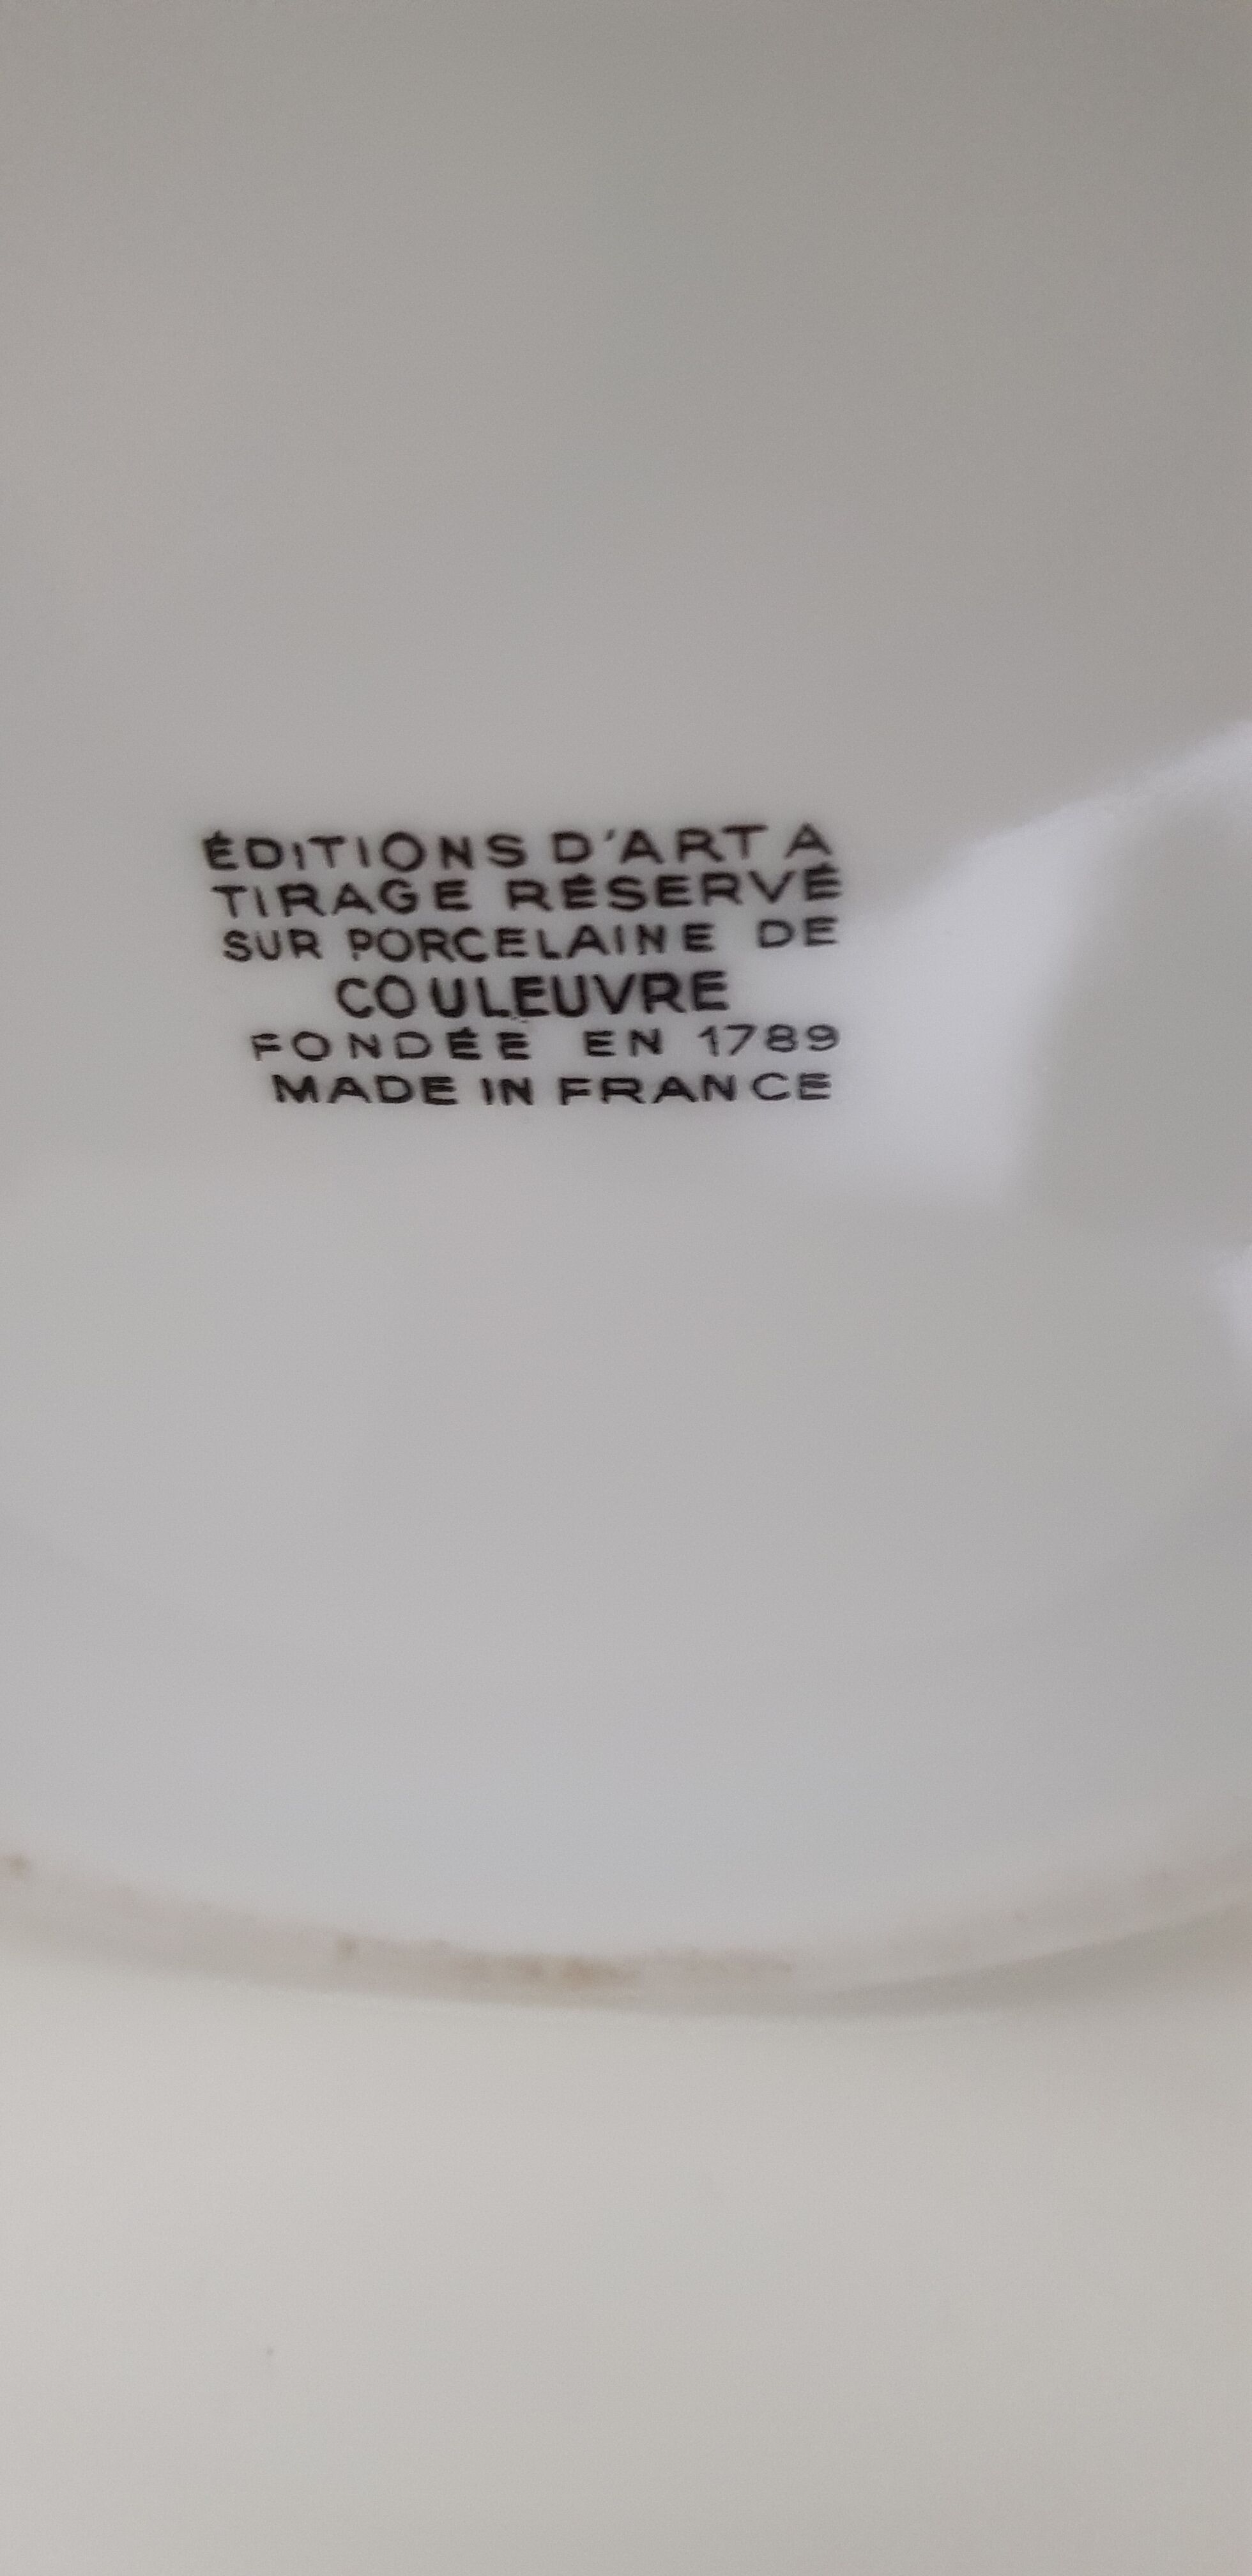 ÉDITIONS D'ART A
TIRAGE RÉSERVÉ
SUR PORCELAINE DE
COULEUVRE
FONDÉE EN 1789
MADE IN FRANCE